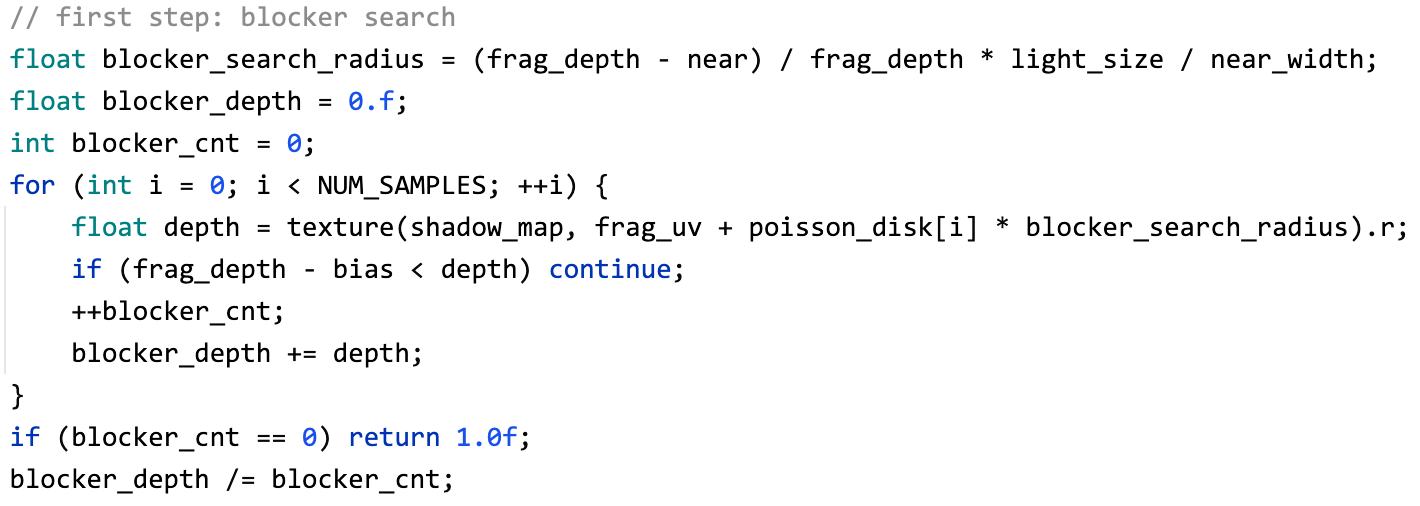 // first step: blocker search
float blocker_search_radius = (frag_depth - near) / frag_depth * light_size / near_width;
float blocker_depth = 0.f;
int blocker_cnt = 0;
for (int i = 0; i < NUM_SAMPLES; ++i) {
    float depth = texture(shadow_map, frag_uv + poisson_disk[i] * blocker_search_radius).r;
    if (frag_depth - bias < depth) continue;
    ++blocker_cnt;
    blocker_depth += depth;
}
if (blocker_cnt == 0) return 1.0f;
blocker_depth /= blocker_cnt;